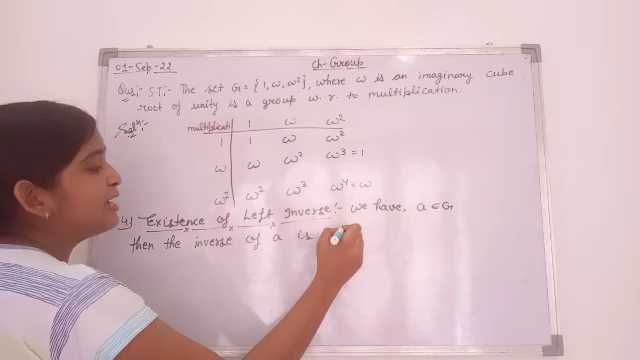 01-Sep-22
Ch-Group
Ques:- S.T:- The set G = {1, ω, ω²}, where ω is an imaginary cube
root of unity is a group w.r. to multiplication.
Solⁿ:-
multiplicati 1 ω ω²
1 1 ω ω²
ω ω ω² ω³ = 1
ω² ω² ω³ ω⁴ = ω
4) Existence of Left Inverse:- we have, a ∈ G
then the inverse of a is